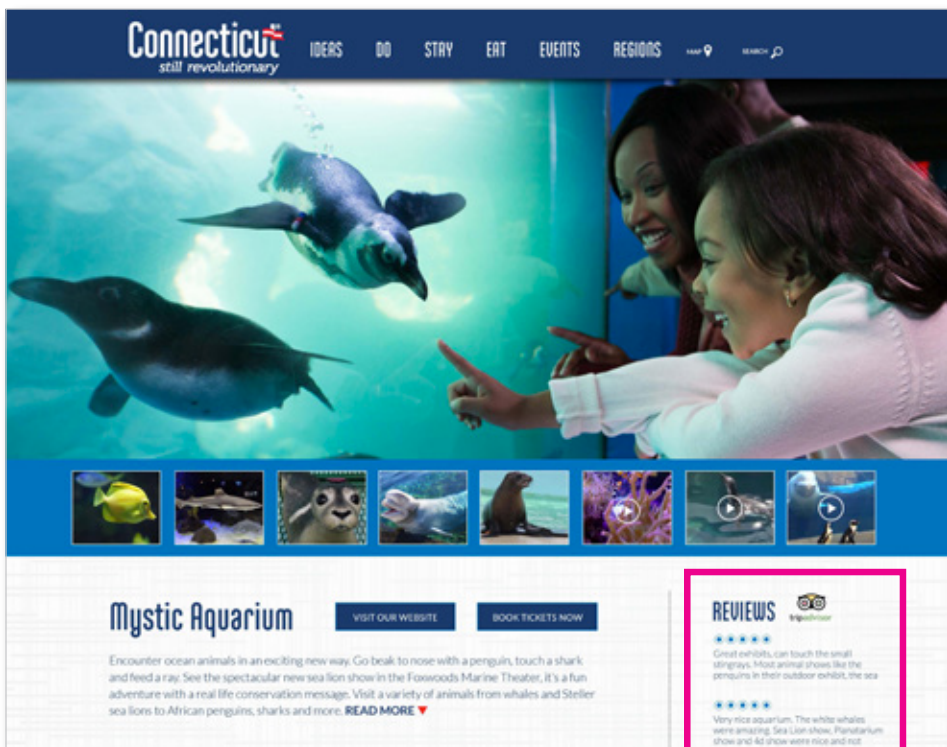 Connecticut
still revolutionary
IDEAS DO STAY EAT EVENTS REGIONS MAP SEARCH
Mystic Aquarium
VISIT OUR WEBSITE
BOOK TICKETS NOW
Encounter ocean animals in an exciting new way. Go beak to nose with a penguin, touch a shark
and feed a ray. See the spectacular new sea lion show in the Foxwoods Marine Theater, it's a fun
adventure with a real life conservation message. Visit a variety of animals from whales and Steller
sea lions to African penguins, sharks and more. READ MORE
REVIEWS
tripadvisor
Great exhibits, can touch the small
stingrays. Most animal shows like the
penguins in their outdoor exhibit, the sea
Very nice aquarium. The white whales
were amazing. Sea Lion show, Planatarium
show and 4d show were nice and not